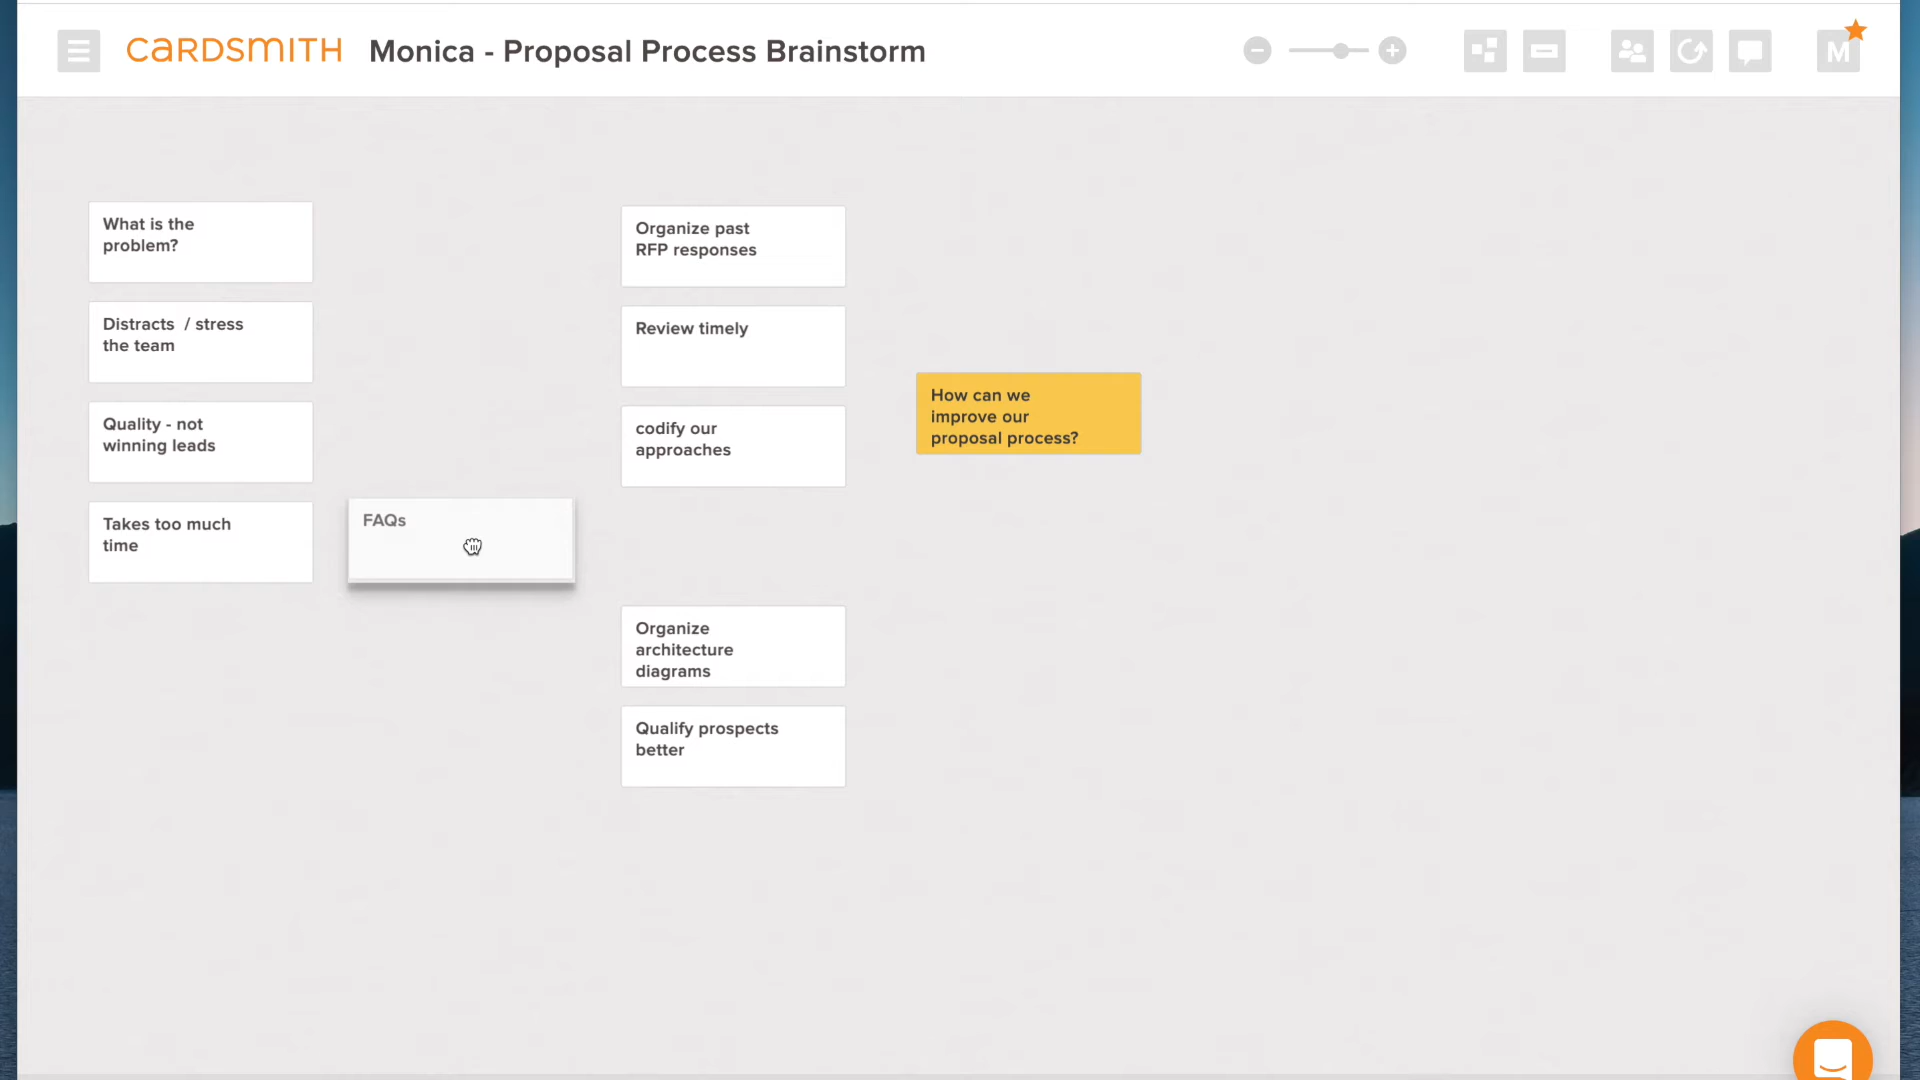 CARDSMITH Monica - Proposal Process Brainstorm
M
What is the
problem?
Distracts / stress
the team
Quality - not
winning leads
Takes too much
time
FAQs
Organize past
RFP responses
Review timely
codify our
approaches
Organize
architecture
diagrams
Qualify prospects
better
How can we
improve our
proposal process?